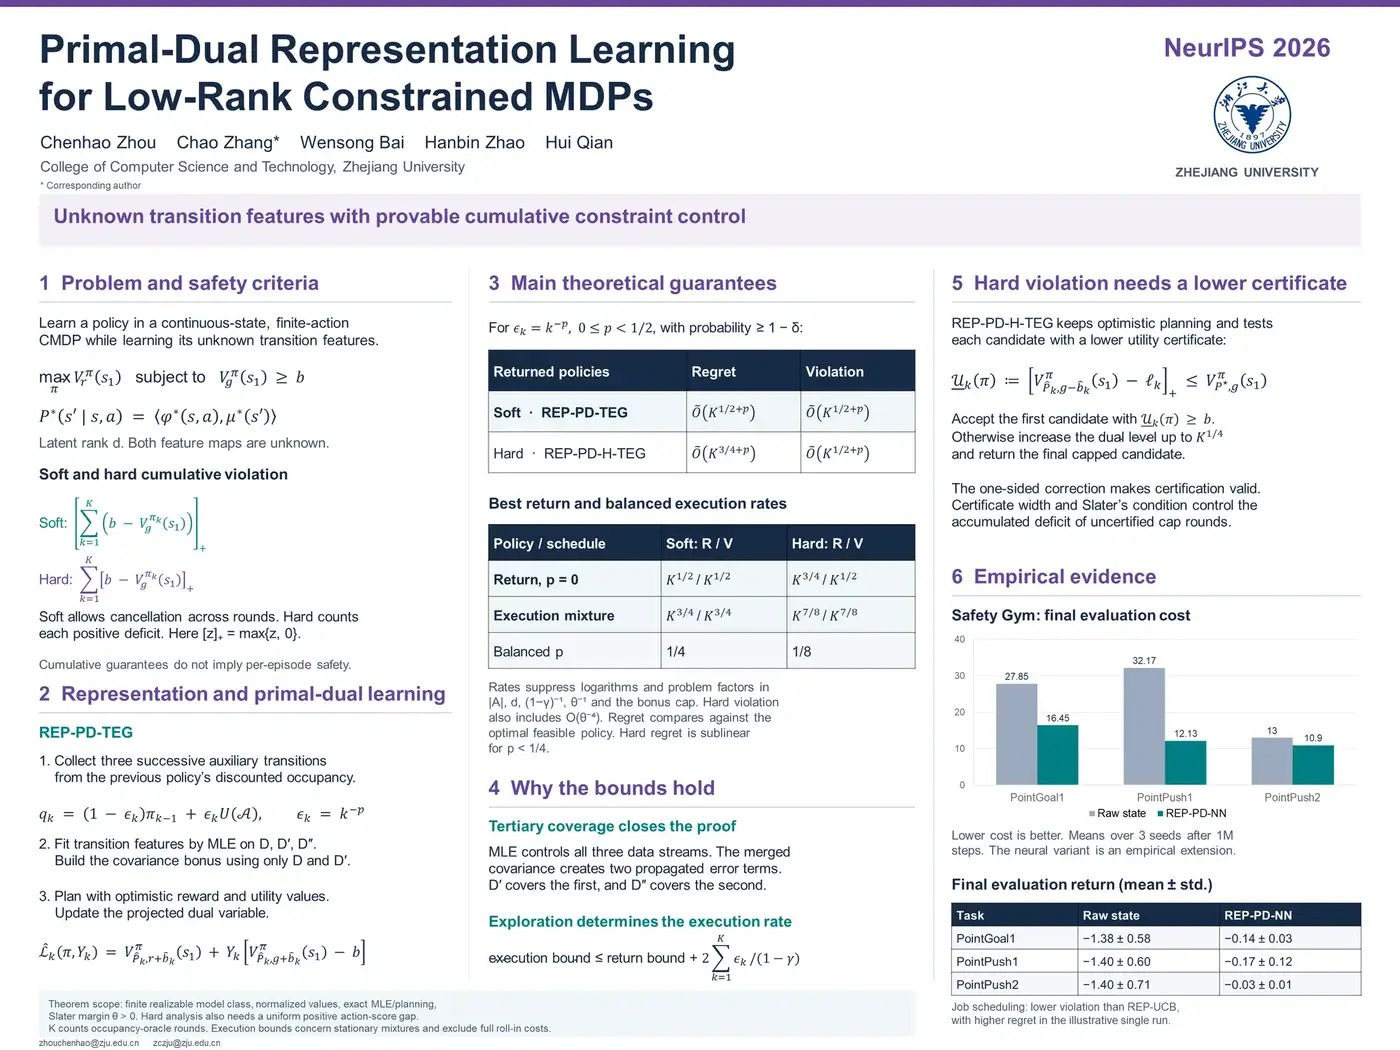 Primal-Dual Representation Learning
for Low-Rank Constrained MDPs
Chenhao Zhou Chao Zhang* Wensong Bai Hanbin Zhao Hui Qian
College of Computer Science and Technology, Zhejiang University
* Corresponding author
NeurIPS 2026
ZHEJIANG UNIVERSITY
1897
ZHEJIANG UNIVERSITY
Unknown transition features with provable cumulative constraint control
1 Problem and safety criteria
Learn a policy in a continuous-state, finite-action
CMDP while learning its unknown transition features.
max_π V_r^π(s₁) subject to V_g^π(s₁) ≥ b
P*(s′ | s, a) = ⟨φ*(s, a), μ*(s′)⟩
Latent rank d. Both feature maps are unknown.
Soft and hard cumulative violation
Soft: [∑_{k=1}^K (b − V_g^{π_k}(s₁))]₊
Hard: ∑_{k=1}^K [b − V_g^{π_k}(s₁)]₊
Soft allows cancellation across rounds. Hard counts
each positive deficit. Here [z]₊ = max{z, 0}.
Cumulative guarantees do not imply per-episode safety.
2 Representation and primal-dual learning
REP-PD-TEG
1. Collect three successive auxiliary transitions
from the previous policy's discounted occupancy.
q_k = (1 − ϵ_k)π_{k−1} + ϵ_k U(𝒜), ϵ_k = k^{−p}
2. Fit transition features by MLE on D, D′, D″.
Build the covariance bonus using only D and D′.
3. Plan with optimistic reward and utility values.
Update the projected dual variable.
ℒ̂_k(π, Y_k) = V^π_{P̂_k,r+b̂_k}(s₁) + Y_k[V^π_{P̂_k,g+b̂_k}(s₁) − b]
3 Main theoretical guarantees
For ϵ_k = k^{−p}, 0 ≤ p < 1/2, with probability ≥ 1 − δ:
Returned policies Regret Violation
Soft · REP-PD-TEG Õ(K^{1/2+p}) Õ(K^{1/2+p})
Hard · REP-PD-H-TEG Õ(K^{3/4+p}) Õ(K^{1/2+p})
Best return and balanced execution rates
Policy / schedule Soft: R / V Hard: R / V
Return, p = 0 K^{1/2} / K^{1/2} K^{3/4} / K^{1/2}
Execution mixture K^{3/4} / K^{3/4} K^{7/8} / K^{7/8}
Balanced p 1/4 1/8
Rates suppress logarithms and problem factors in
|A|, d, (1−γ)⁻¹, θ⁻¹ and the bonus cap. Hard violation
also includes O(θ⁻⁴). Regret compares against the
optimal feasible policy. Hard regret is sublinear
for p < 1/4.
4 Why the bounds hold
Tertiary coverage closes the proof
MLE controls all three data streams. The merged
covariance creates two propagated error terms.
D′ covers the first, and D″ covers the second.
Exploration determines the execution rate
execution bound ≤ return bound + 2 ∑_{k=1}^K ϵ_k /(1 − γ)
5 Hard violation needs a lower certificate
REP-PD-H-TEG keeps optimistic planning and tests
each candidate with a lower utility certificate:
𝒰_k(π) ≔ [V^π_{P̂_k,g−b̂_k}(s₁) − ℓ_k]₊ ≤ V^π_{P*,g}(s₁)
Accept the first candidate with 𝒰_k(π) ≥ b.
Otherwise increase the dual level up to K^{1/4}
and return the final capped candidate.
The one-sided correction makes certification valid.
Certificate width and Slater's condition control the
accumulated deficit of uncertified cap rounds.
6 Empirical evidence
Safety Gym: final evaluation cost
40
30
20
10
0
27.85
16.45
32.17
12.13
13
10.9
PointGoal1 PointPush1 PointPush2
Raw state REP-PD-NN
Lower cost is better. Means over 3 seeds after 1M
steps. The neural variant is an empirical extension.
Final evaluation return (mean ± std.)
Task Raw state REP-PD-NN
PointGoal1 −1.38 ± 0.58 −0.14 ± 0.03
PointPush1 −1.40 ± 0.60 −0.17 ± 0.12
PointPush2 −1.40 ± 0.71 −0.03 ± 0.01
Job scheduling: lower violation than REP-UCB,
with higher regret in the illustrative single run.
Theorem scope: finite realizable model class, normalized values, exact MLE/planning,
Slater margin θ > 0. Hard analysis also needs a uniform positive action-score gap.
K counts occupancy-oracle rounds. Execution bounds concern stationary mixtures and exclude full roll-in costs.
zhouchenhao@zju.edu.cn zczju@zju.edu.cn